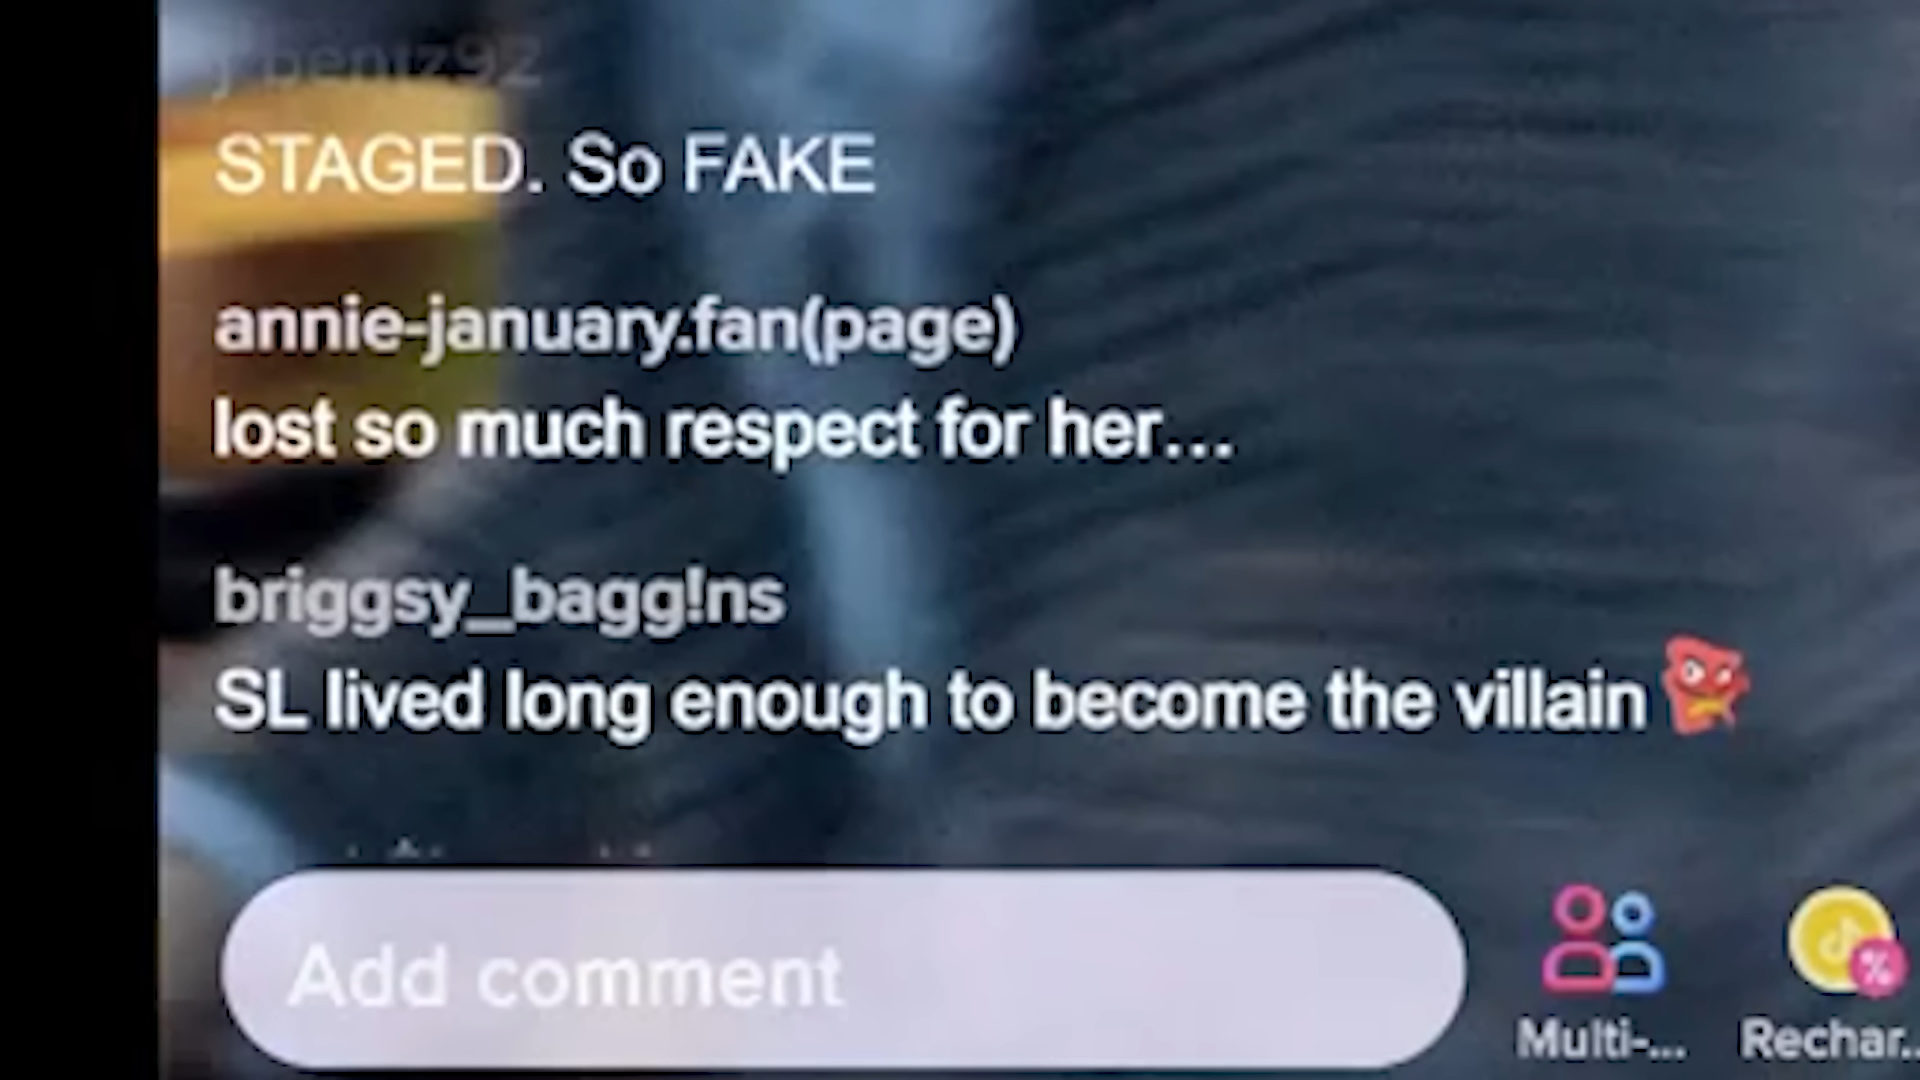 STAGED. So FAKE
annie-january.fan(page)
lost so much respect for her...
briggsy_bagg!ns
SL lived long enough to become the villain
Add comment
Multi-...
Rechar..